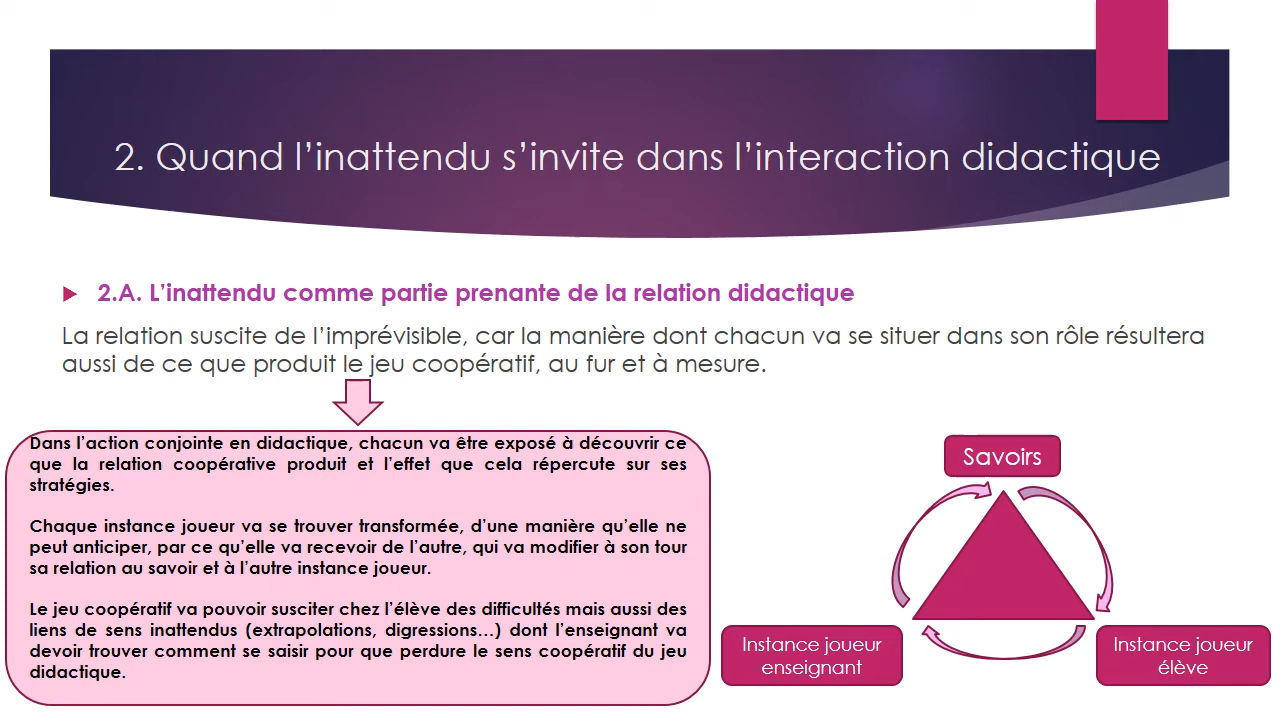 2. Quand l’inattendu s’invite dans l’interaction didactique
2.A. L’inattendu comme partie prenante de la relation didactique
La relation suscite de l’imprévisible, car la manière dont chacun va se situer dans son rôle résultera
aussi de ce que produit le jeu coopératif, au fur et à mesure.
Dans l’action conjointe en didactique, chacun va être exposé à découvrir ce
que la relation coopérative produit et l’effet que cela répercute sur ses
stratégies.
Chaque instance joueur va se trouver transformée, d’une manière qu’elle ne
peut anticiper, par ce qu’elle va recevoir de l’autre, qui va modifier à son tour
sa relation au savoir et à l’autre instance joueur.
Le jeu coopératif va pouvoir susciter chez l’élève des difficultés mais aussi des
liens de sens inattendus (extrapolations, digressions…) dont l’enseignant va
devoir trouver comment se saisir pour que perdure le sens coopératif du jeu
didactique.
Savoirs
Instance joueur
enseignant
Instance joueur
élève